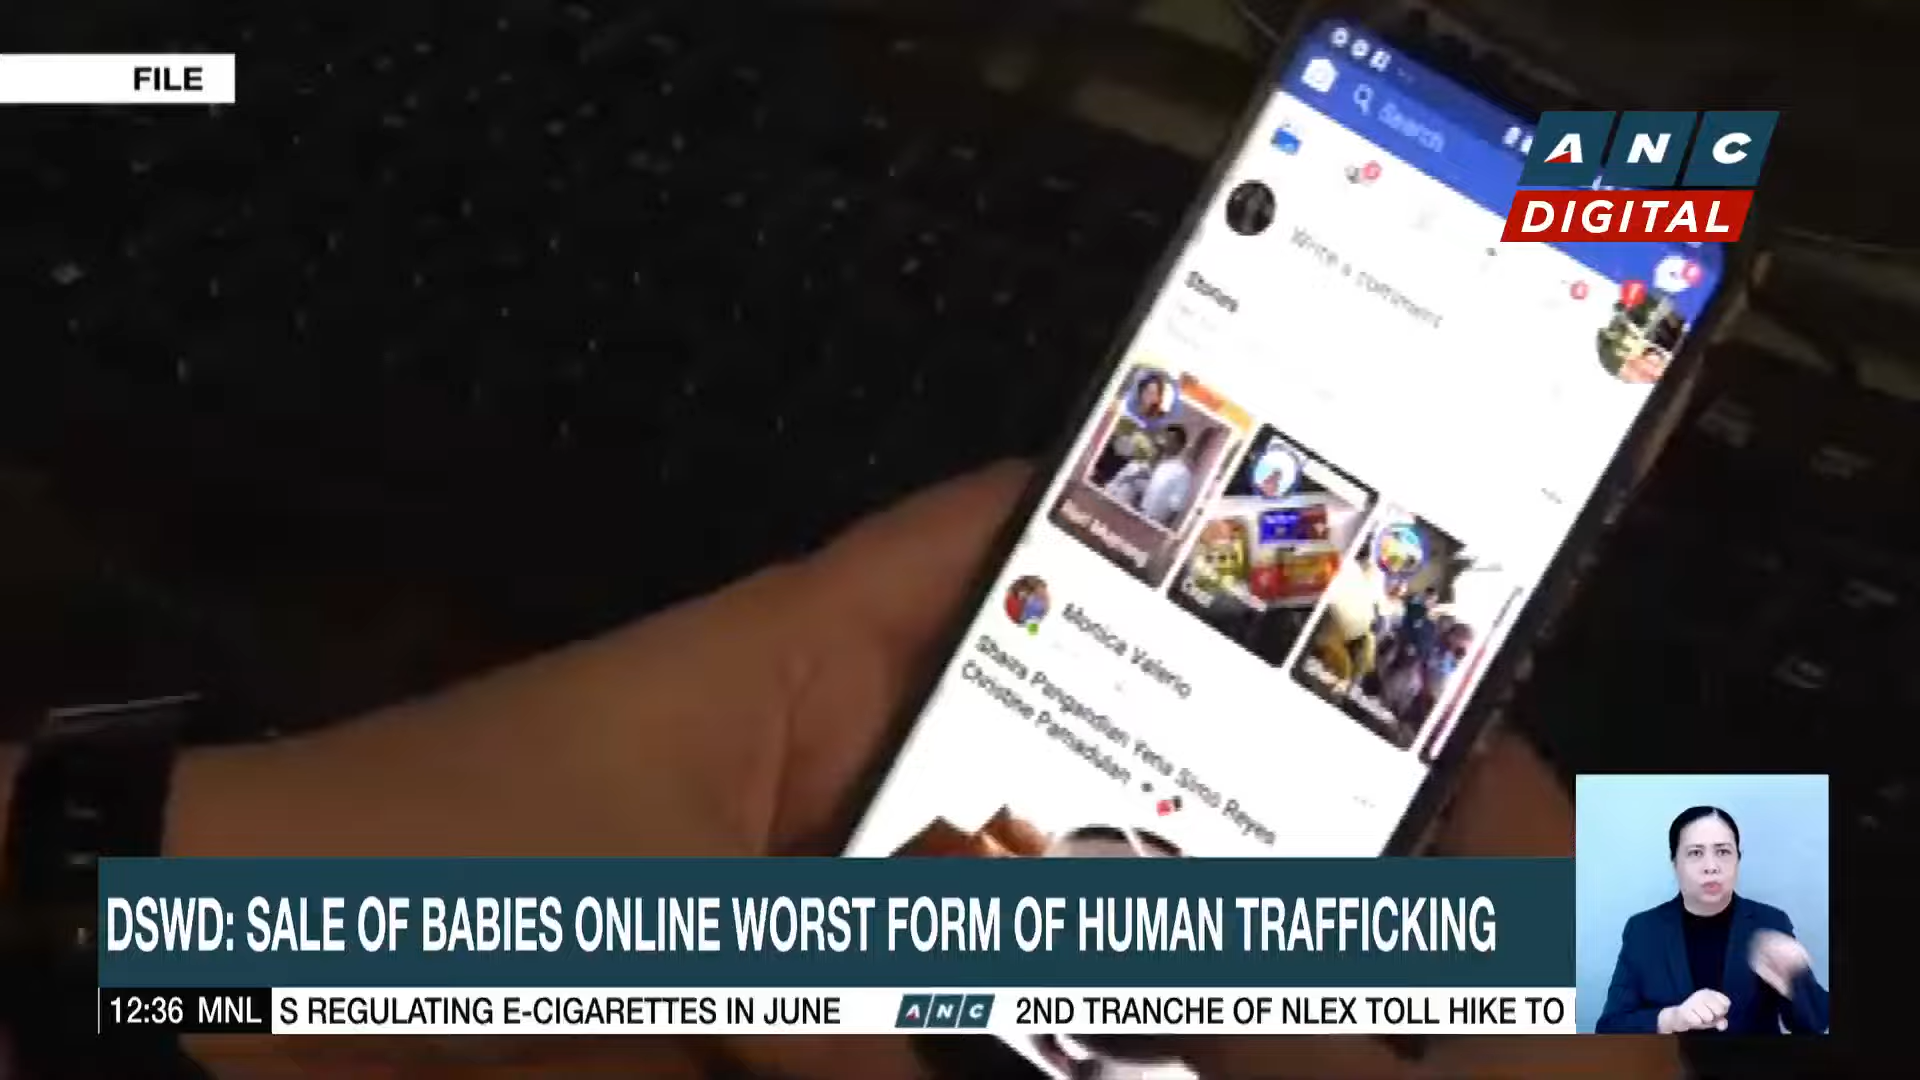 FILE
ANC
DIGITAL
Search
Write a comment
Stories
Monica Valerio
Shaira Pangandian Yena Sirios Reyes
Christine Pamadulan
DSWD: SALE OF BABIES ONLINE WORST FORM OF HUMAN TRAFFICKING
12:36 MNL S REGULATING E-CIGARETTES IN JUNE ANC 2ND TRANCHE OF NLEX TOLL HIKE TO